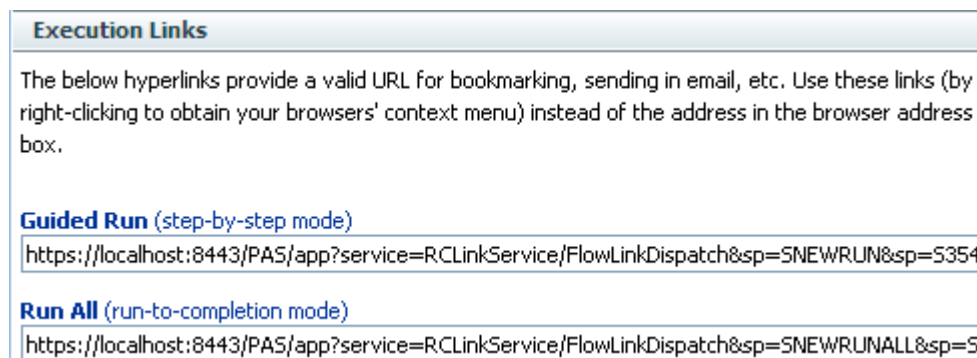 Execution Links
The below hyperlinks provide a valid URL for bookmarking, sending in email, etc. Use these links (by
right-clicking to obtain your browsers' context menu) instead of the address in the browser address
box.
Guided Run (step-by-step mode)
https://localhost:8443/PAS/app?service=RCLinkService/FlowLinkDispatch&sp=SNEWRUN&sp=S354
Run All (run-to-completion mode)
https://localhost:8443/PAS/app?service=RCLinkService/FlowLinkDispatch&sp=SNEWRUNALL&sp=S